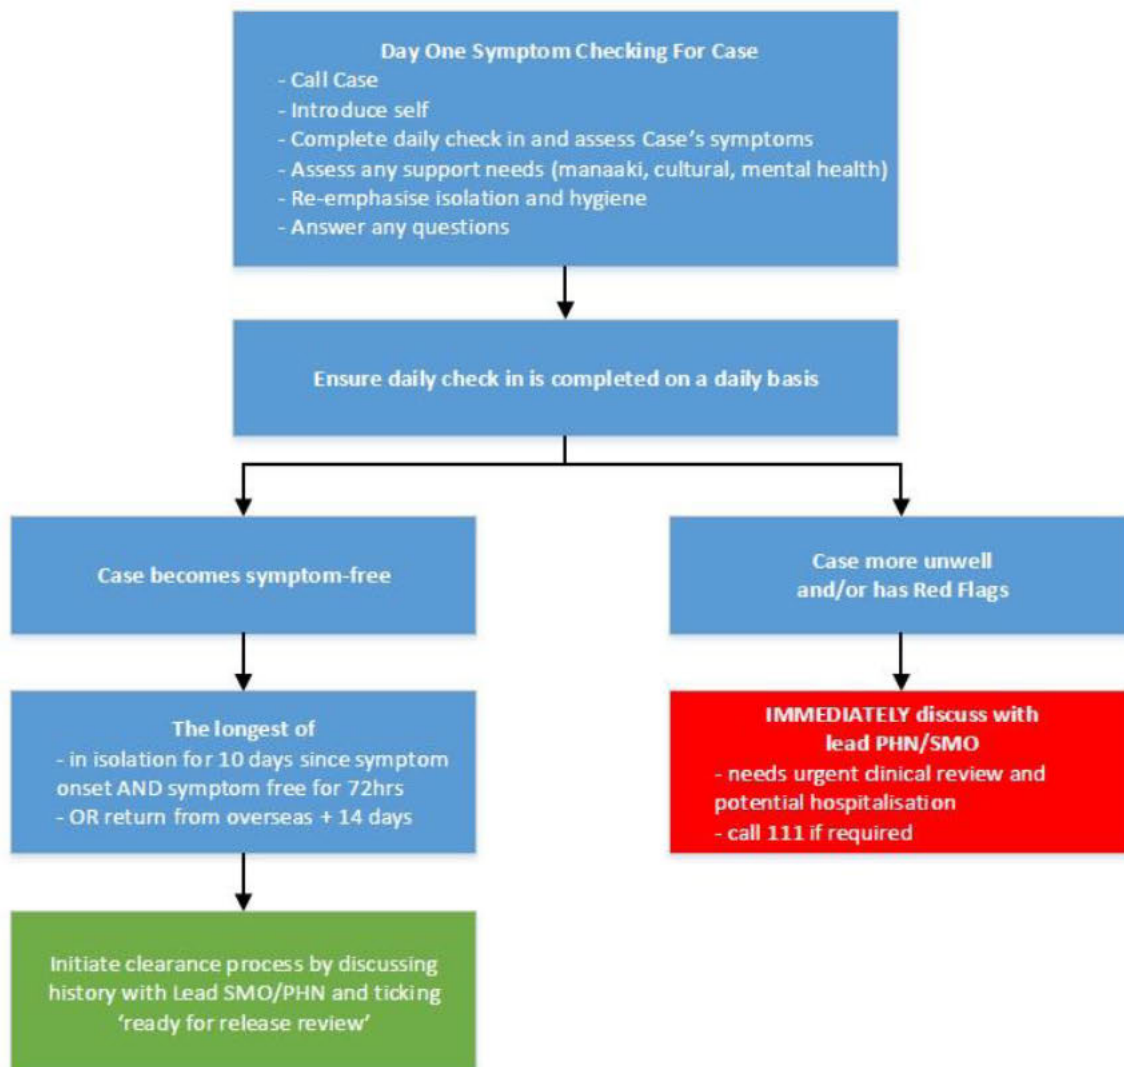 Day One Symptom Checking For Case
- Call Case
- Introduce self
- Complete daily check in and assess Case's symptoms
- Assess any support needs (manaaki, cultural, mental health)
- Re-emphasise isolation and hygiene
- Answer any questions
Ensure daily check in is completed on a daily basis
Case becomes symptom-free
Case more unwell
and/or has Red Flags
The longest of
- in isolation for 10 days since symptom
onset AND symptom free for 72hrs
- OR return from overseas + 14 days
IMMEDIATELY discuss with
lead PHN/SMO
- needs urgent clinical review and
potential hospitalisation
- call 111 if required
Initiate clearance process by discussing
history with Lead SMO/PHN and ticking
'ready for release review'